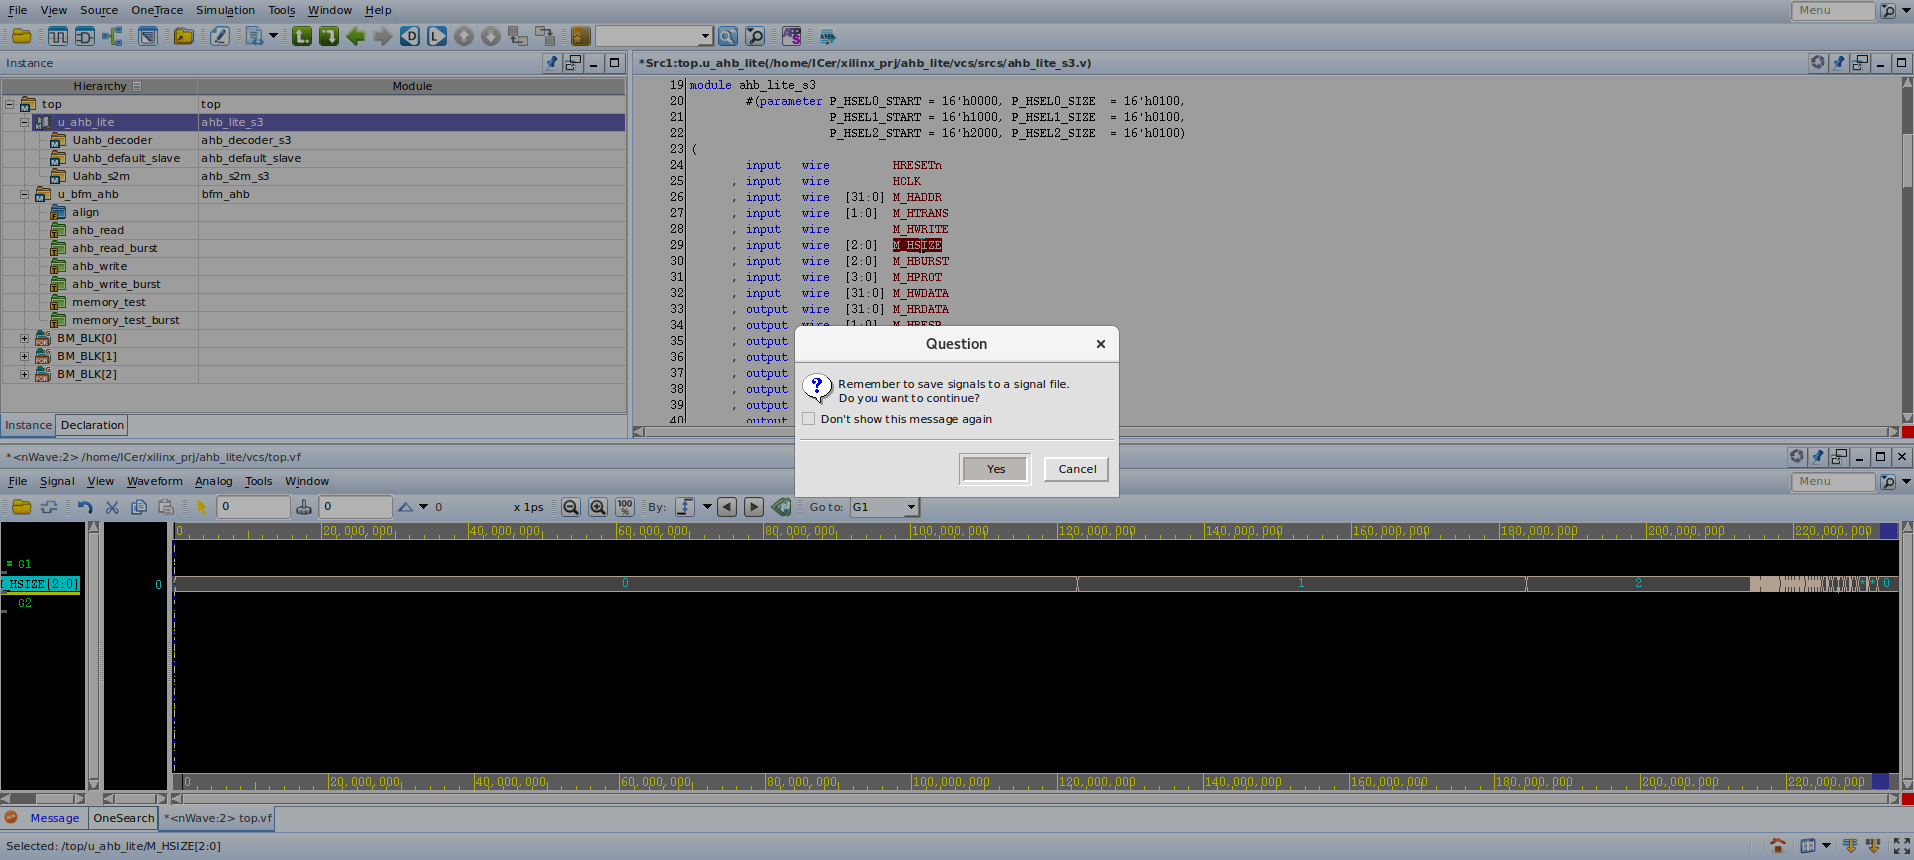 File View Source OneTrace Simulation Tools Window Help
Menu
Instance
*Src1:top.u_ahb_lite(/home/ICer/xilinx_prj/ahb_lite/vcs/srcs/ahb_lite_s3.v)
Hierarchy Module
top top
u_ahb_lite ahb_lite_s3
Uahb_decoder ahb_decoder_s3
Uahb_default_slave ahb_default_slave
Uahb_s2m ahb_s2m_s3
u_bfm_ahb bfm_ahb
align
ahb_read
ahb_read_burst
ahb_write
ahb_write_burst
memory_test
memory_test_burst
BM_BLK[0]
BM_BLK[1]
BM_BLK[2]
Instance Declaration
19 module ahb_lite_s3
20 #(parameter P_HSEL0_START = 16'h0000, P_HSEL0_SIZE = 16'h0100,
21 P_HSEL1_START = 16'h1000, P_HSEL1_SIZE = 16'h0100,
22 P_HSEL2_START = 16'h2000, P_HSEL2_SIZE = 16'h0100)
23 (
24 input wire HRESETn
25 , input wire HCLK
26 , input wire [31:0] M_HADDR
27 , input wire [1:0] M_HTRANS
28 , input wire M_HWRITE
29 , input wire [2:0] M_HSIZE
30 , input wire [2:0] M_HBURST
31 , input wire [3:0] M_HPROT
32 , input wire [31:0] M_HWDATA
33 , output wire [31:0] M_HRDATA
34 , output wire [1:0] M_HRESP
35 , output
36 , output
37 , output
38 , output
39 , output
40 output
Question
Remember to save signals to a signal file.
Do you want to continue?
Don't show this message again
Yes Cancel
*<nWave:2> /home/ICer/xilinx_prj/ahb_lite/vcs/top.vf
File Signal View Waveform Analog Tools Window
Menu
0 0 0 x 1ps 100% By: Go to: G1
0 20,000,000 40,000,000 60,000,000 80,000,000 100,000,000 120,000,000 140,000,000 160,000,000 180,000,000 200,000,000 220,000,000
= G1
_HSIZE[2:0] 0 0 1 2 * * 0
G2
0 20,000,000 40,000,000 60,000,000 80,000,000 100,000,000 120,000,000 140,000,000 160,000,000 180,000,000 200,000,000 220,000,000
Message OneSearch *<nWave:2> top.vf
Selected: /top/u_ahb_lite/M_HSIZE[2:0]